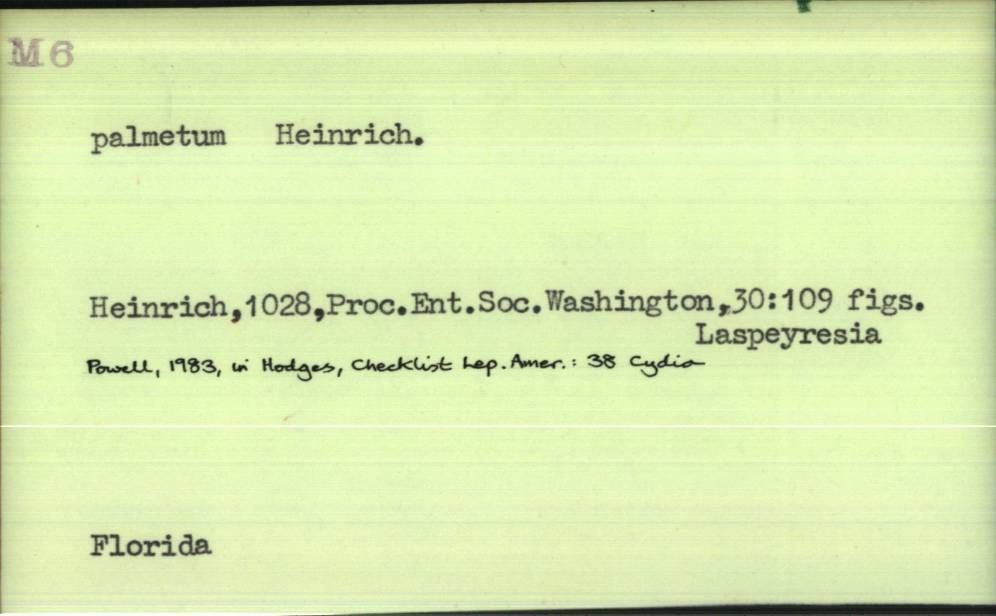 M6
palmetum Heinrich.
Heinrich,1028,Proc.Ent.Soc.Washington,30:109 figs.
Laspeyresia
Powell, 1983, in Hodges, Checklist Lep. Amer.: 38 Cydia
Florida